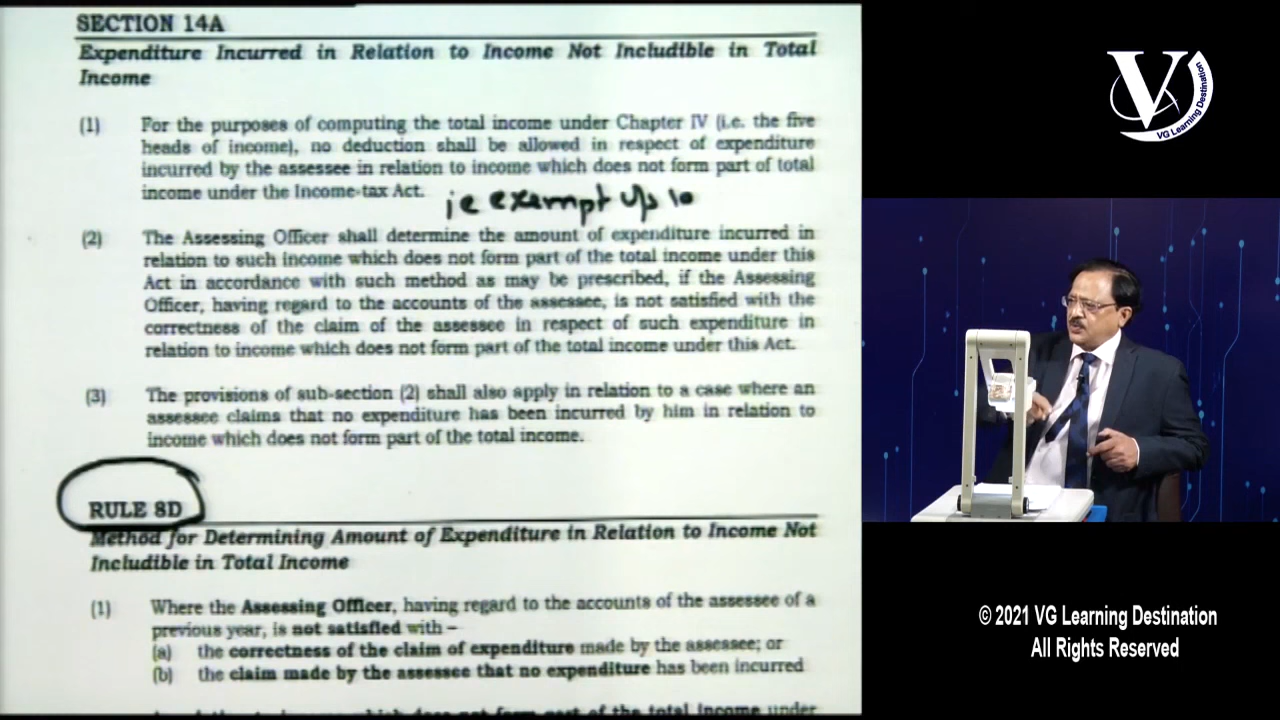 SECTION 14A
Expenditure Incurred in Relation to Income Not Includible in Total
Income
(1) For the purposes of computing the total income under Chapter IV (i.e. the five
heads of income), no deduction shall be allowed in respect of expenditure
incurred by the assessee in relation to income which does not form part of total
income under the Income-tax Act.
ie exempt u/s 10
(2) The Assessing Officer shall determine the amount of expenditure incurred in
relation to such income which does not form part of the total income under this
Act in accordance with such method as may be prescribed, if the Assessing
Officer, having regard to the accounts of the assessee, is not satisfied with the
correctness of the claim of the assessee in respect of such expenditure in
relation to income which does not form part of the total income under this Act.
(3) The provisions of sub-section (2) shall also apply in relation to a case where an
assessee claims that no expenditure has been incurred by him in relation to
income which does not form part of the total income.
RULE 8D
Method for Determining Amount of Expenditure in Relation to Income Not
Includible in Total Income
(1) Where the Assessing Officer, having regard to the accounts of the assessee of a
previous year, is not satisfied with –
(a) the correctness of the claim of expenditure made by the assessee; or
(b) the claim made by the assessee that no expenditure has been incurred
which does not form part of the total income under
V
VG Learning Destination
© 2021 VG Learning Destination
All Rights Reserved